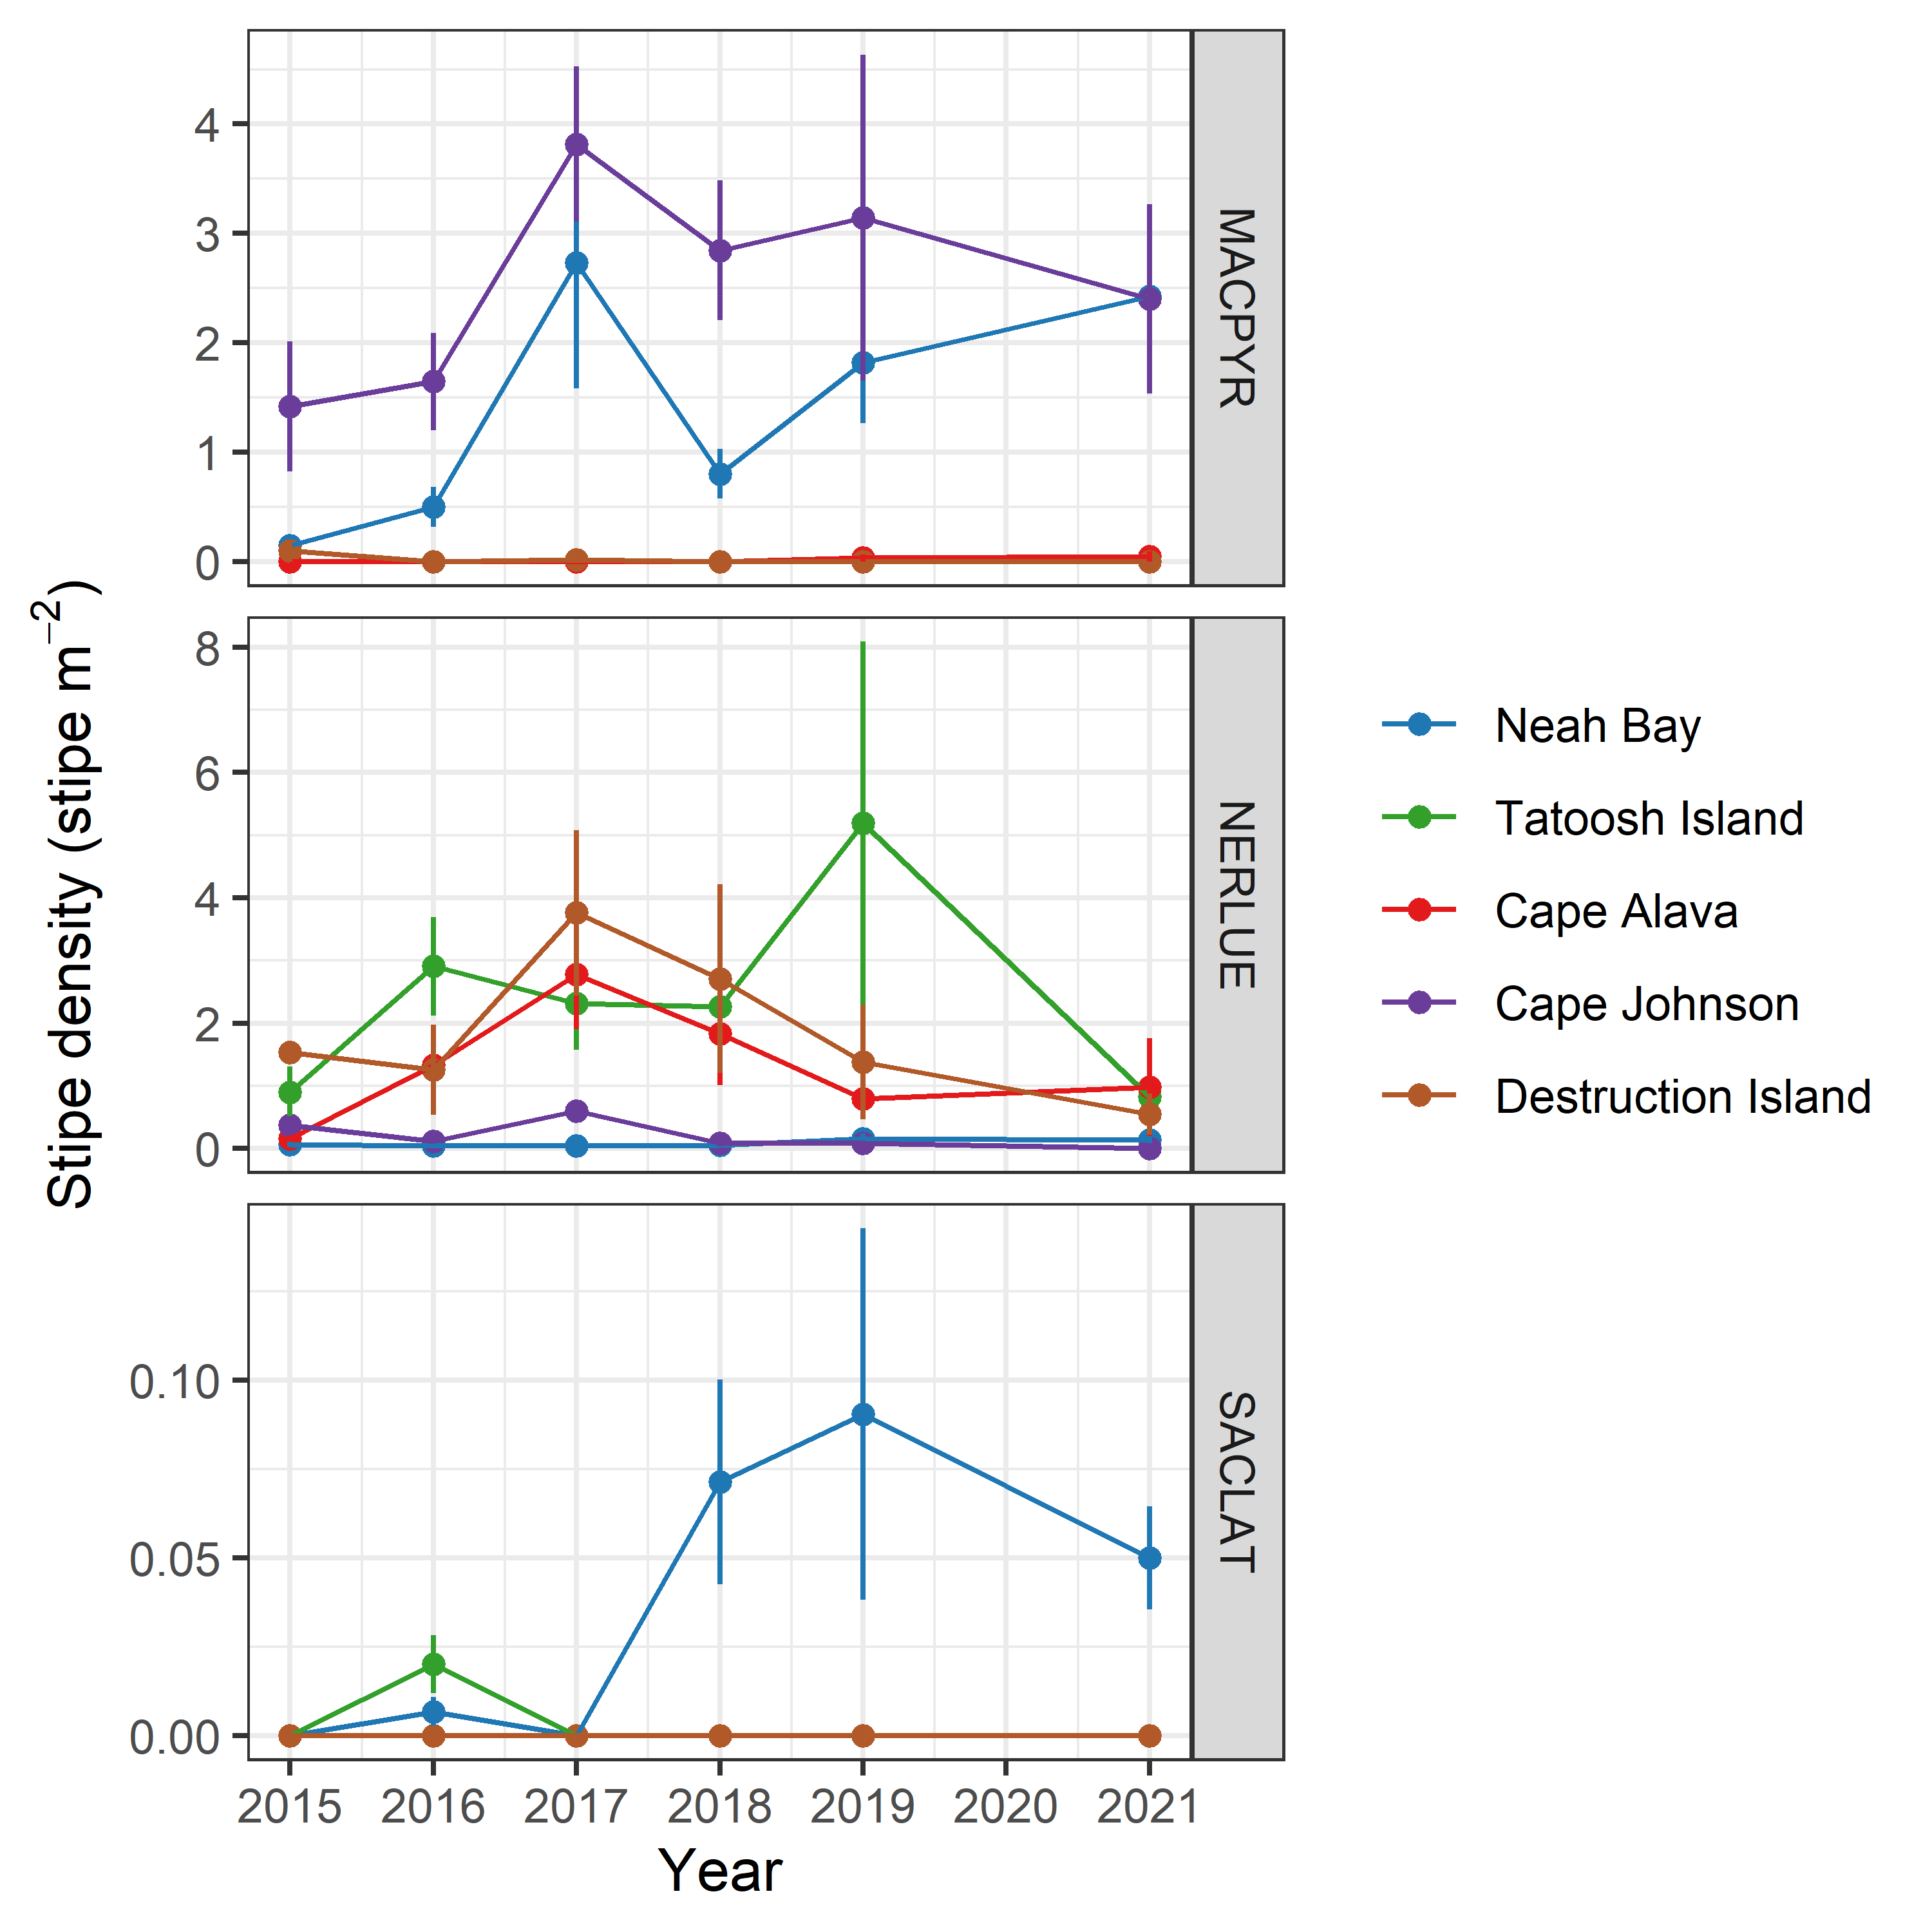 Stipe density (stipe m⁻²)
4
3
2
1
0
MACPYR
8
6
4
2
0
NERLUE
0.10
0.05
0.00
SACLAT
2015 2016 2017 2018 2019 2020 2021
Year
Neah Bay
Tatoosh Island
Cape Alava
Cape Johnson
Destruction Island